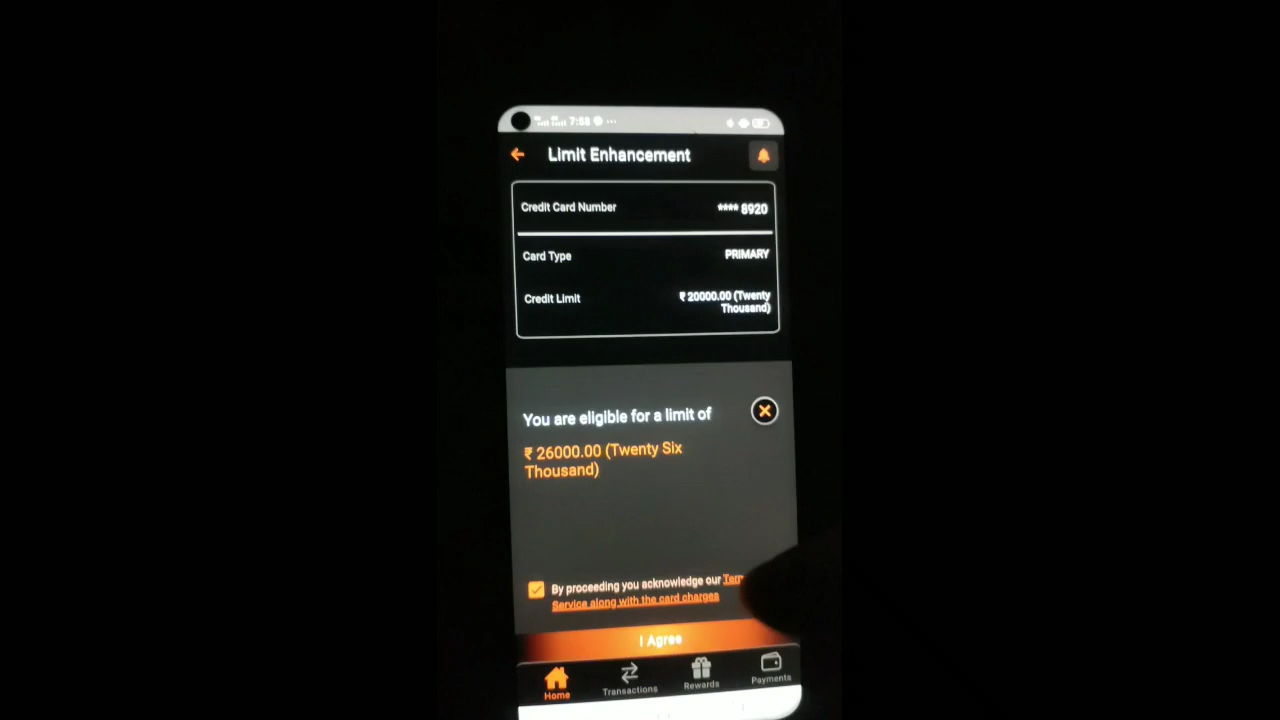 7:58
Limit Enhancement
Credit Card Number **** 8920
Card Type PRIMARY
Credit Limit ₹ 20000.00 (Twenty
Thousand)
You are eligible for a limit of
₹ 26000.00 (Twenty Six
Thousand)
By proceeding you acknowledge our
Service along with the card charges
I Agree
Home Transactions Rewards Payments